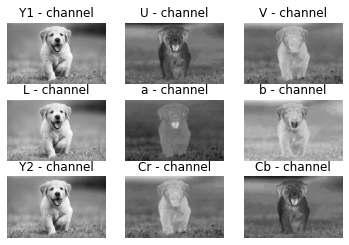 Y1 - channel
U - channel
V - channel
L - channel
a - channel
b - channel
Y2 - channel
Cr - channel
Cb - channel